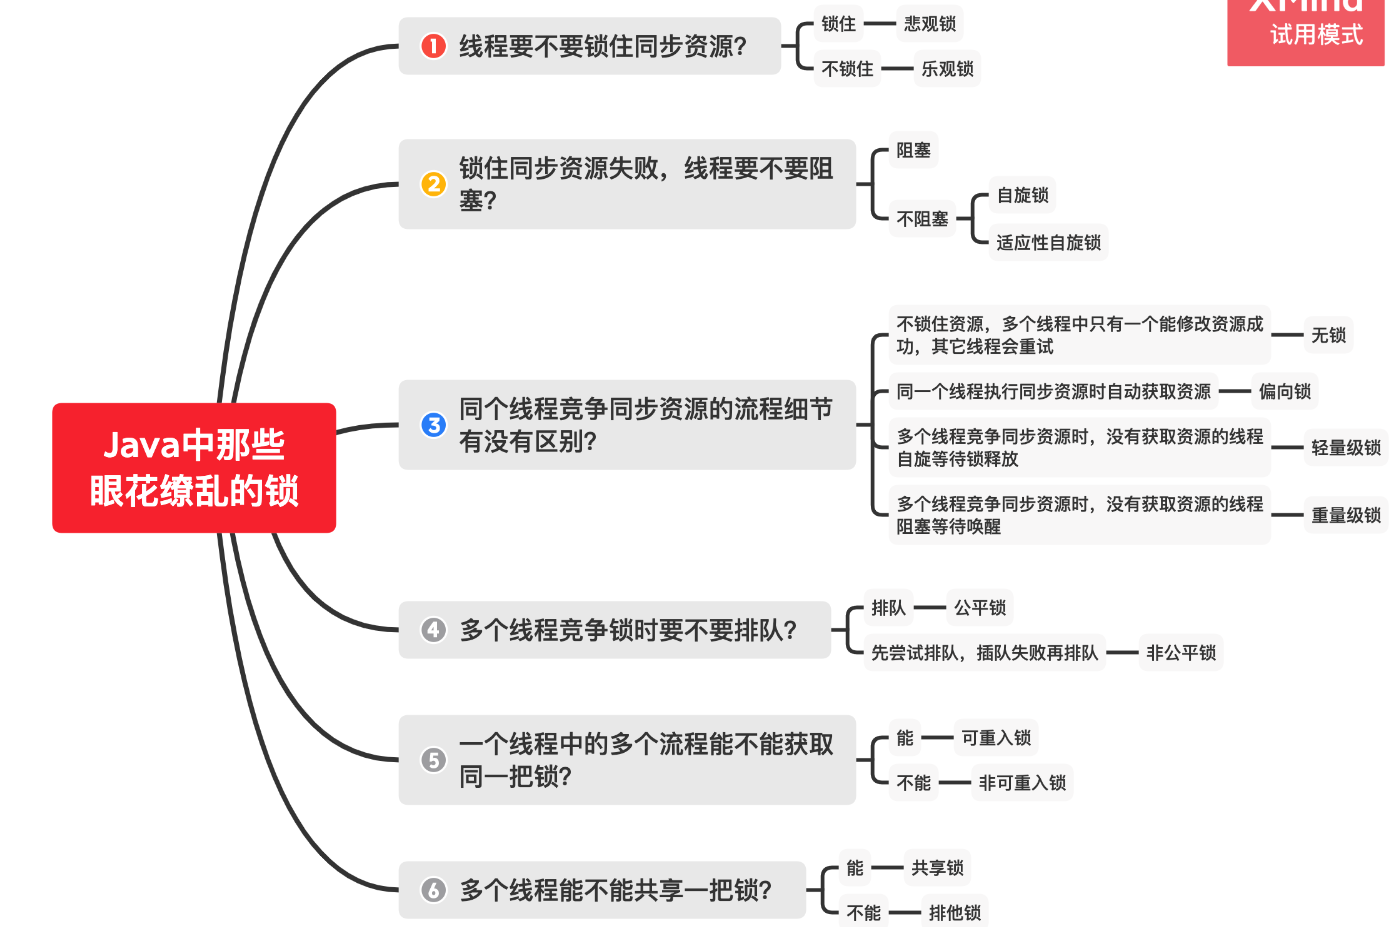 XMind
试用模式
Java中那些
眼花缭乱的锁
1 线程要不要锁住同步资源?
锁住
悲观锁
不锁住
乐观锁
2 锁住同步资源失败，线程要不要阻
塞?
阻塞
不阻塞
自旋锁
适应性自旋锁
3 同个线程竞争同步资源的流程细节
有没有区别?
不锁住资源，多个线程中只有一个能修改资源成
功，其它线程会重试
无锁
同一个线程执行同步资源时自动获取资源
偏向锁
多个线程竞争同步资源时，没有获取资源的线程
自旋等待锁释放
轻量级锁
多个线程竞争同步资源时，没有获取资源的线程
阻塞等待唤醒
重量级锁
4 多个线程竞争锁时要不要排队?
排队
公平锁
先尝试排队，插队失败再排队
非公平锁
5 一个线程中的多个流程能不能获取
同一把锁?
能
可重入锁
不能
非可重入锁
6 多个线程能不能共享一把锁?
能
共享锁
不能
排他锁